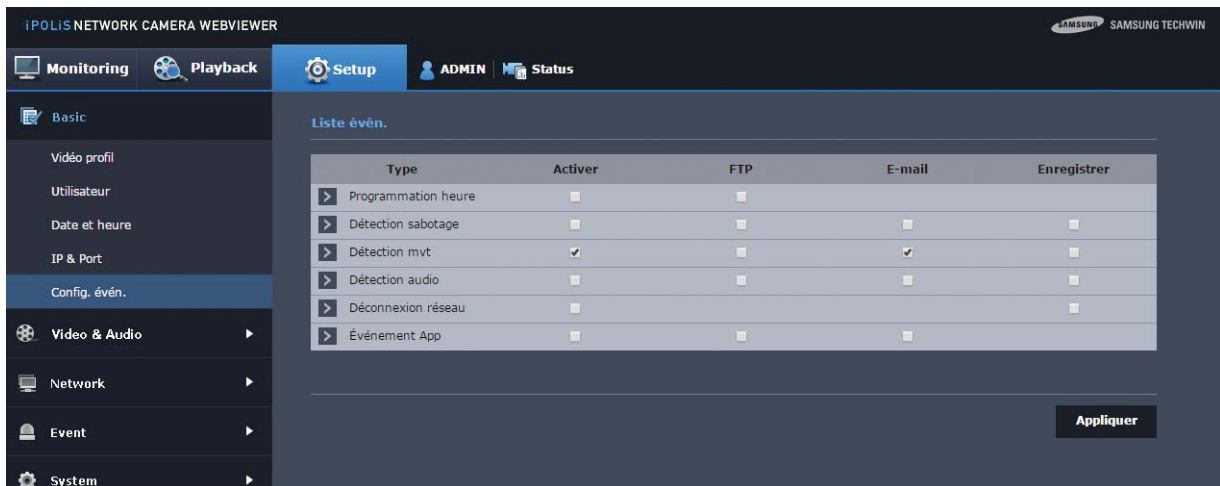 iPOLiS NETWORK CAMERA WEBVIEWER
SAMSUNG SAMSUNG TECHWIN
Monitoring Playback Setup ADMIN Status
Basic
Vidéo profil
Utilisateur
Date et heure
IP & Port
Config. évén.
Video & Audio
Network
Event
System
Liste évén.
Type Activer FTP E-mail Enregistrer
Programmation heure
Détection sabotage
Détection mvt
Détection audio
Déconnexion réseau
Événement App
Appliquer